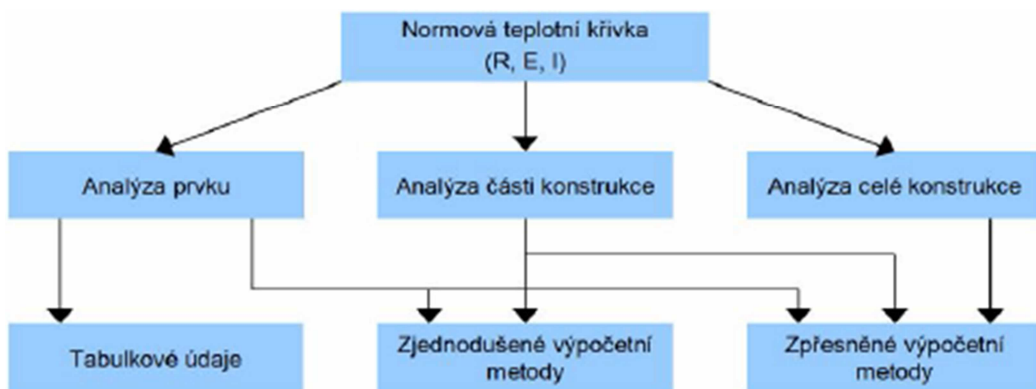 Normová teplotní křivka
(R, E, I)
Analýza prvku
Analýza části konstrukce
Analýza celé konstrukce
Tabulkové údaje
Zjednodušené výpočetní
metody
Zpřesněné výpočetní
metody